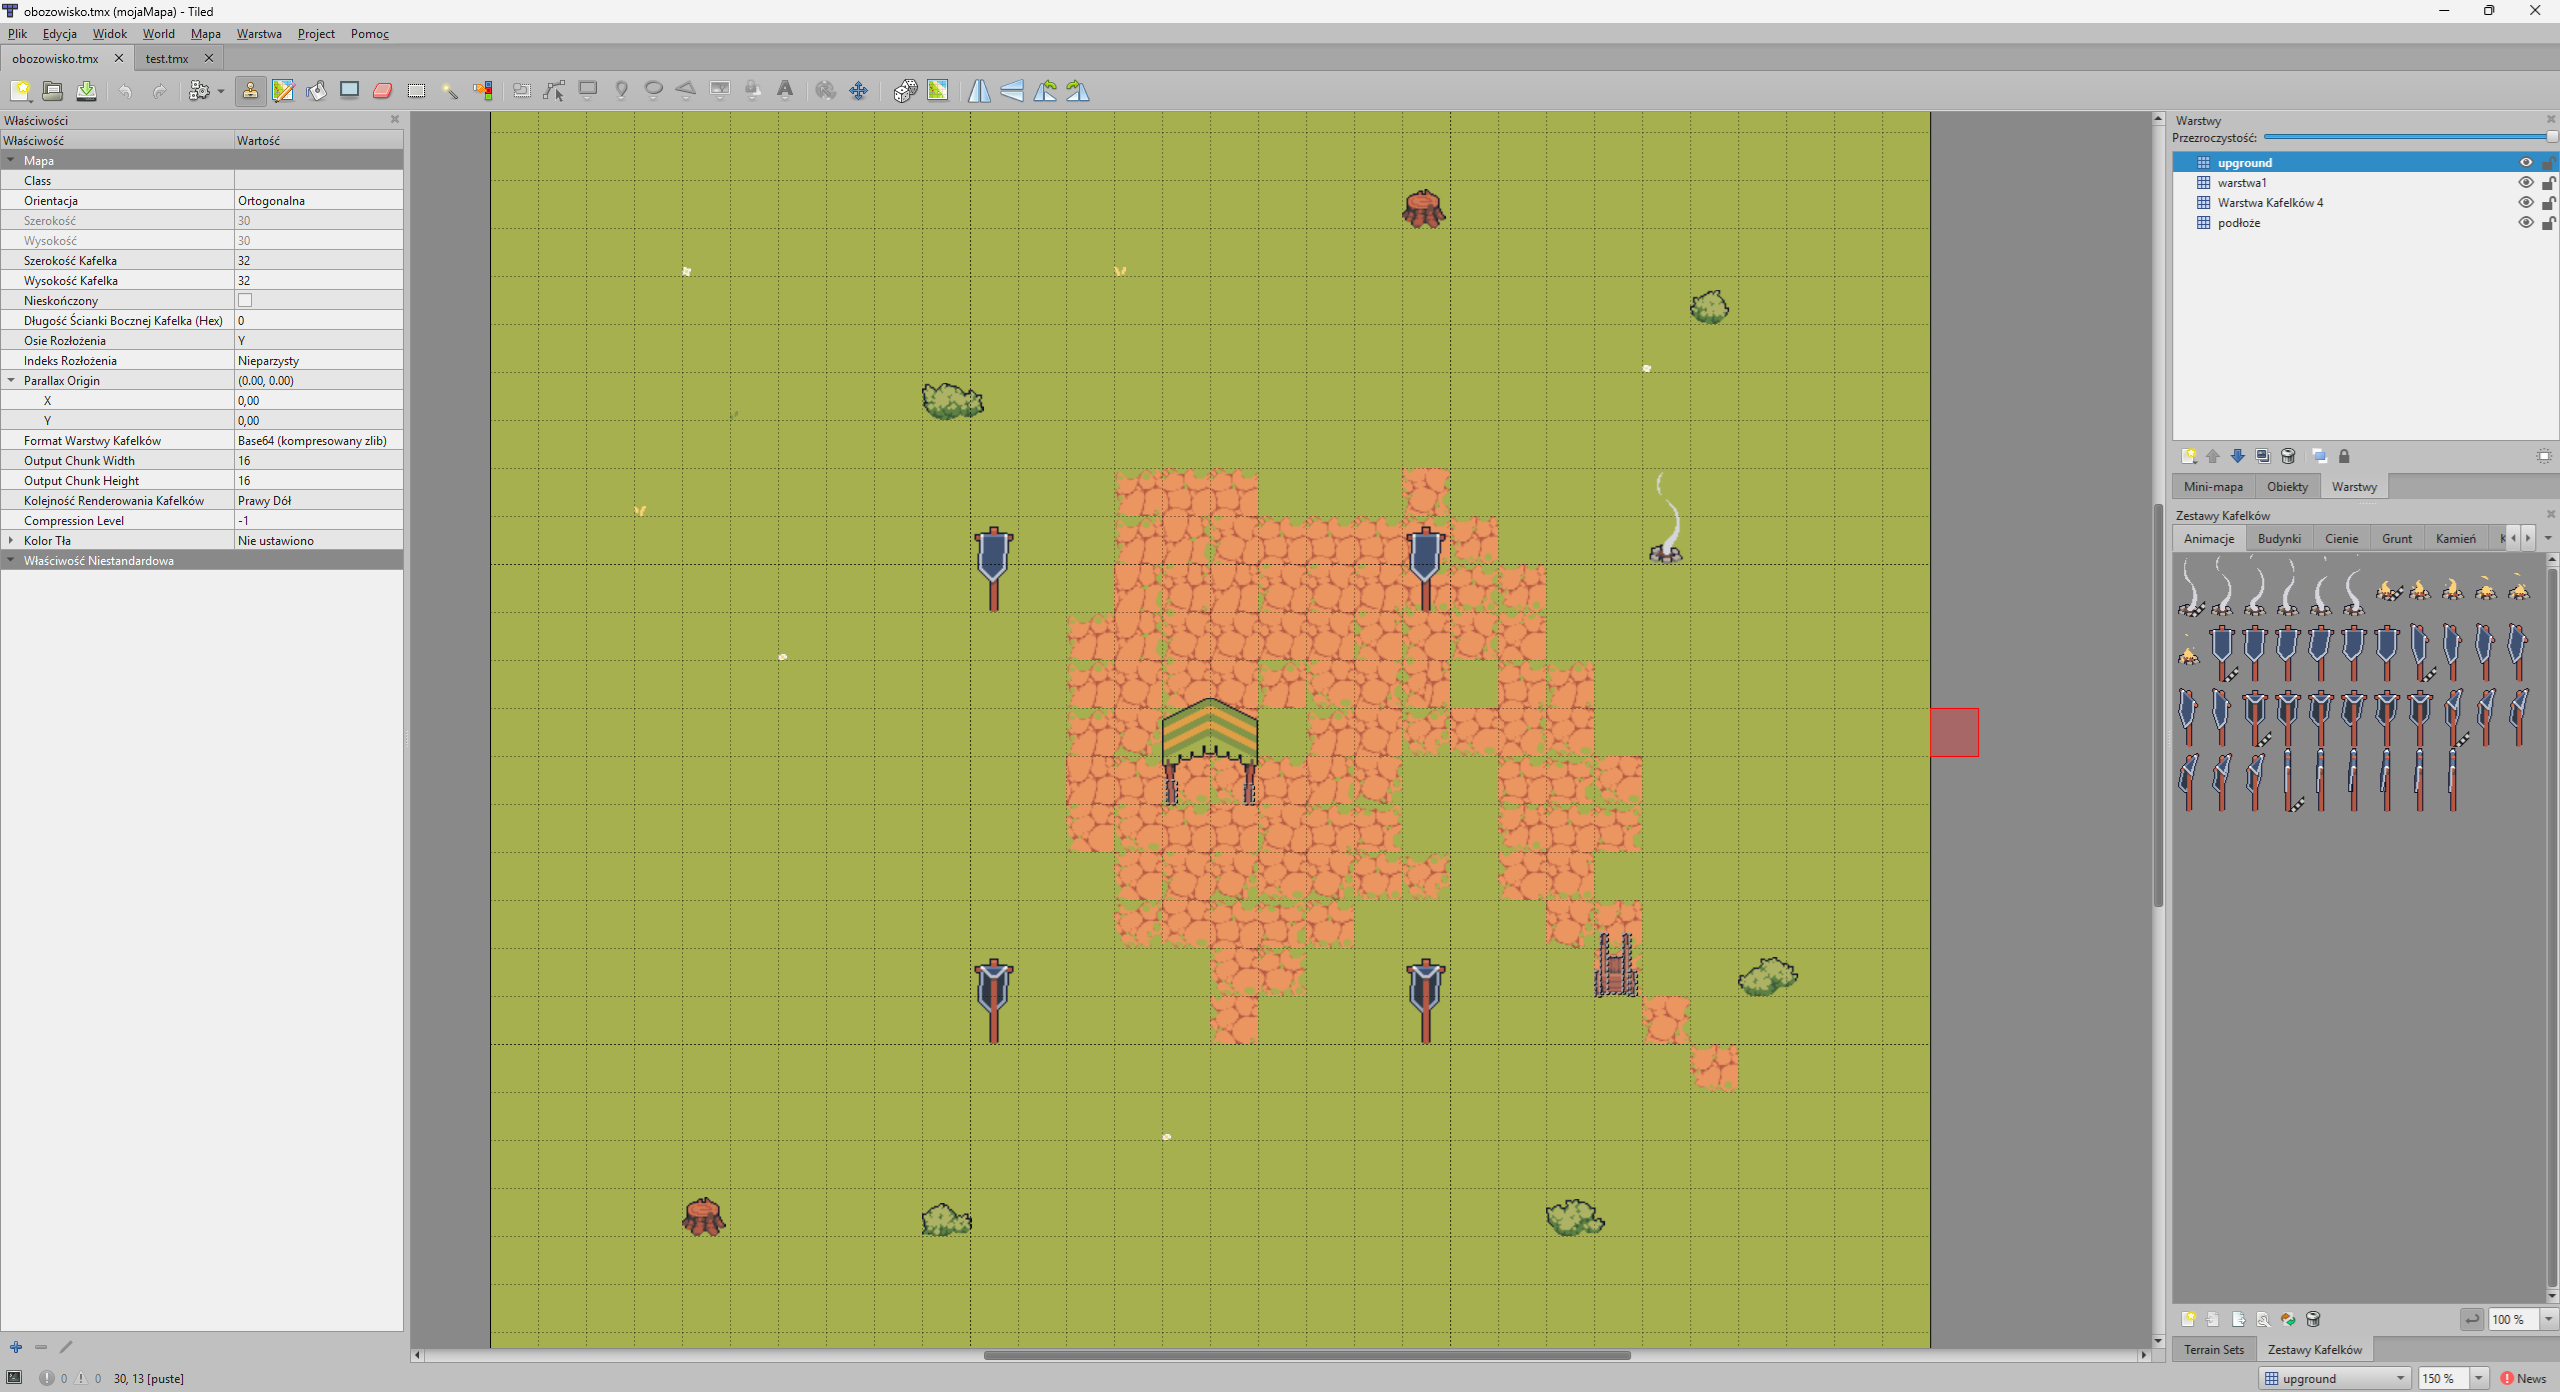 obozowisko.tmx (mojaMapa) - Tiled
Plik Edycja Widok World Mapa Warstwa Project Pomoc
obozowisko.tmx test.tmx
Właściwości
Właściwość Wartość
Mapa
Class
Orientacja Ortogonalna
Szerokość 30
Wysokość 30
Szerokość Kafelka 32
Wysokość Kafelka 32
Nieskończony
Długość Ścianki Bocznej Kafelka (Hex) 0
Osie Rozłożenia Y
Indeks Rozłożenia Nieparzysty
Parallax Origin (0.00, 0.00)
X 0,00
Y 0,00
Format Warstwy Kafelków Base64 (kompresowany zlib)
Output Chunk Width 16
Output Chunk Height 16
Kolejność Renderowania Kafelków Prawy Dół
Compression Level -1
Kolor Tła Nie ustawiono
Właściwość Niestandardowa
Warstwy
Przezroczystość:
upground
warstwa1
Warstwa Kafelków 4
podłoże
Mini-mapa Obiekty Warstwy
Zestawy Kafelków
Animacje Budynki Cienie Grunt Kamień
100 %
Terrain Sets Zestawy Kafelków
0 0 30, 13 [puste] upground 150 % News